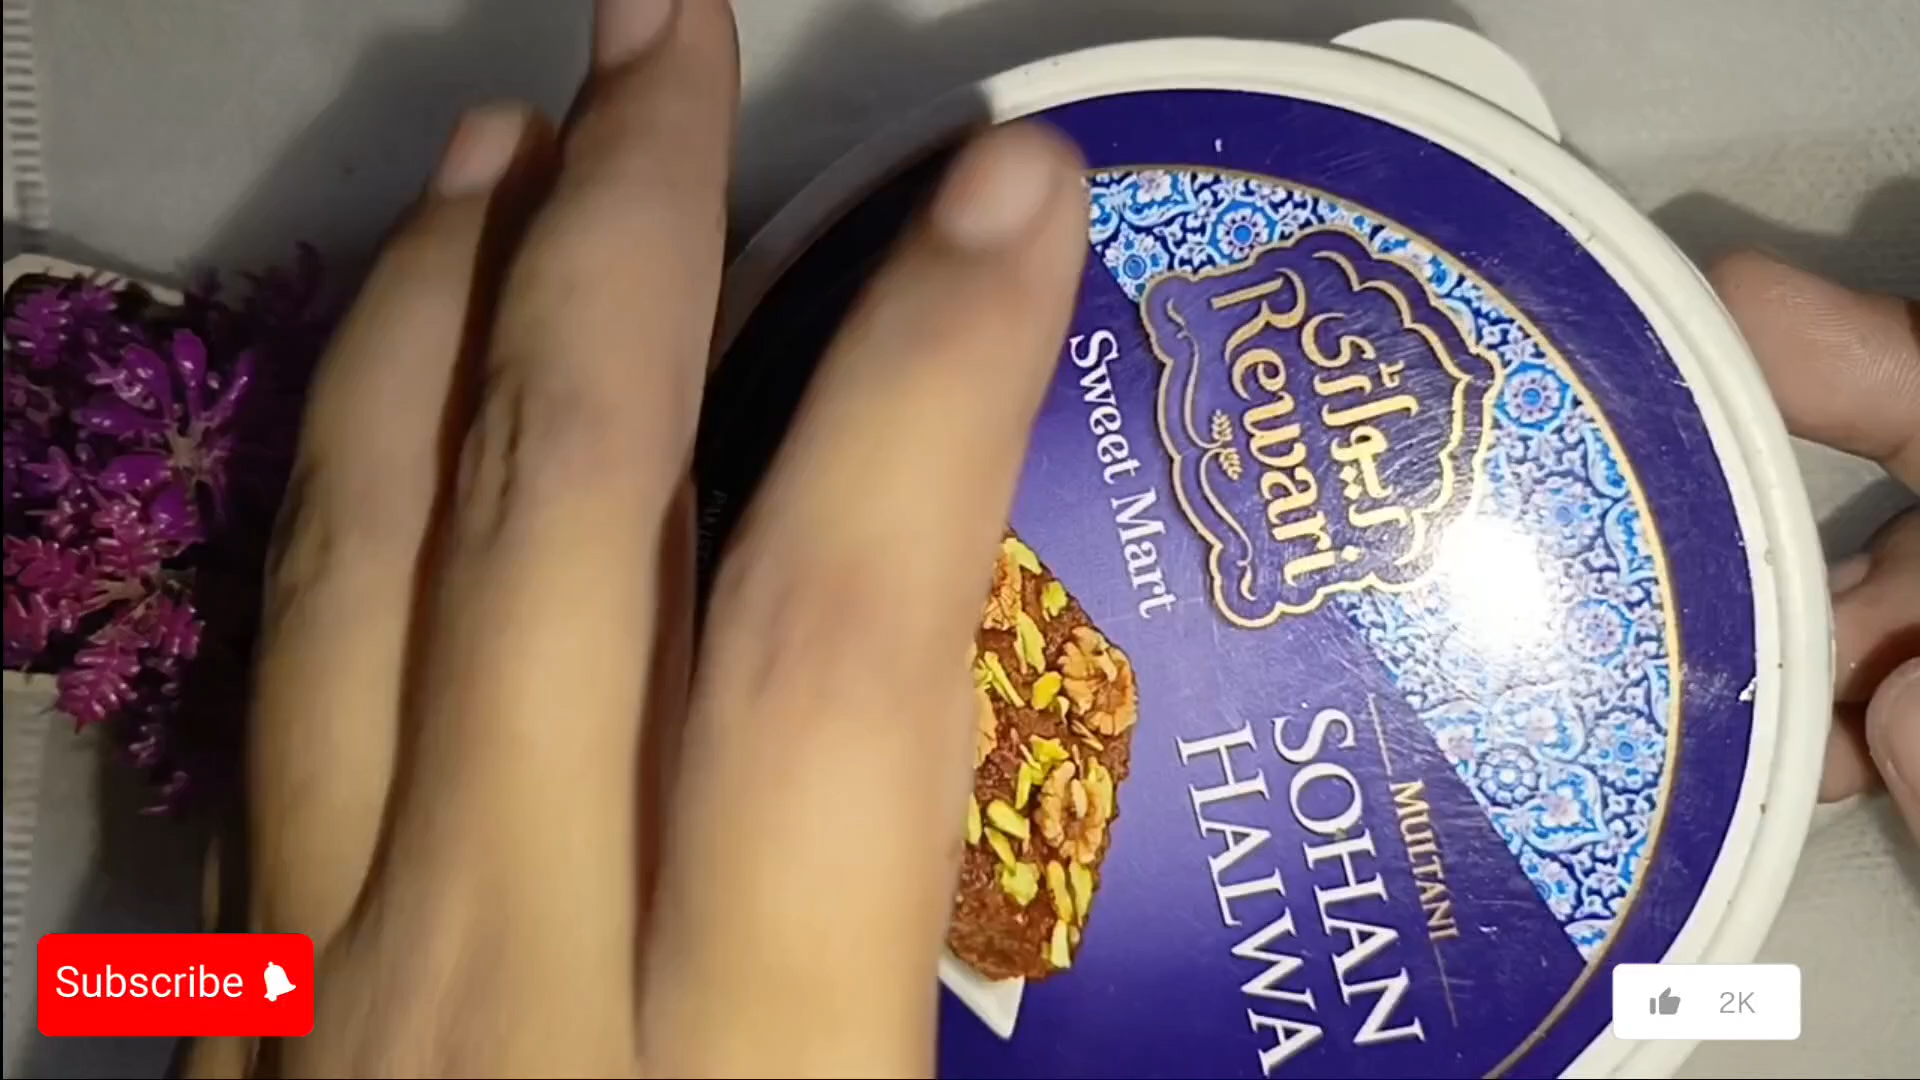 ریواڑی
Rewari
Sweet Mart
MULTANI
SOHAN
HALWA
Subscribe
2K